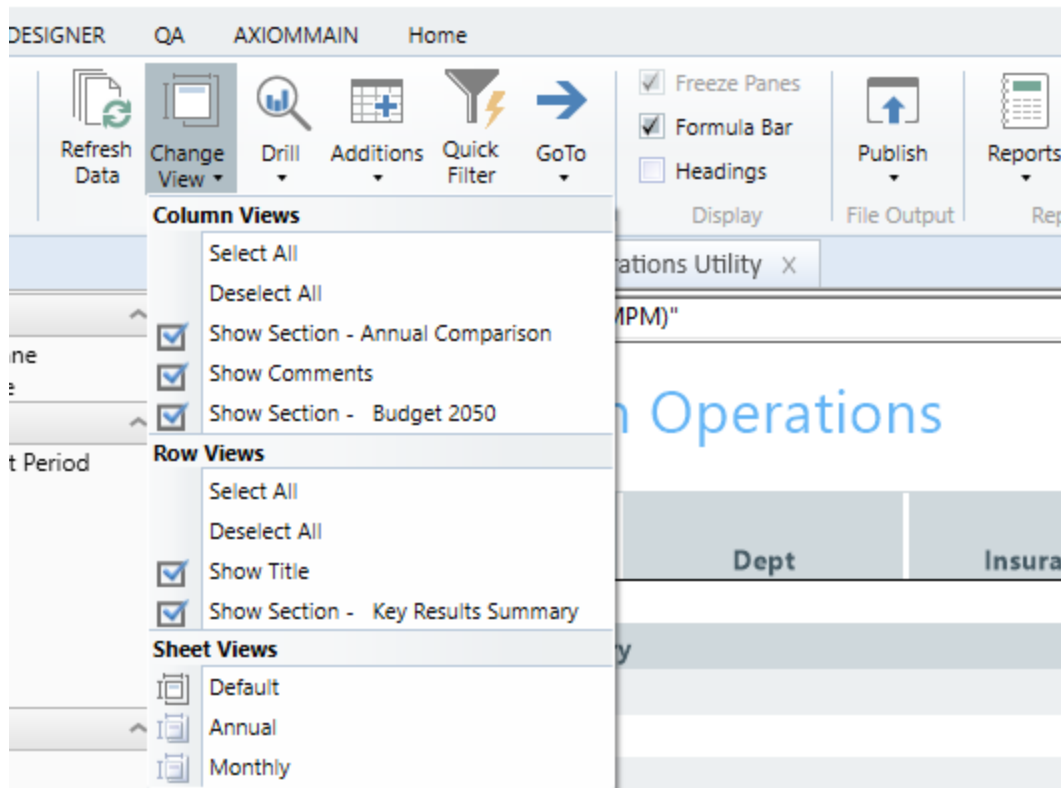 QA AXIOMMAIN Home
Refresh Data
Change View
Drill
Additions
Quick Filter
GoTo
Freeze Panes
Formula Bar
Headings
Display
Publish
File Output
Reports
Column Views
Select All
Deselect All
Show Section - Annual Comparison
Show Comments
Show Section - Budget 2050
Row Views
Select All
Deselect All
Show Title
Show Section - Key Results Summary
Sheet Views
Default
Annual
Monthly
Utility X
MPM)"
Operations
t Period
Dept